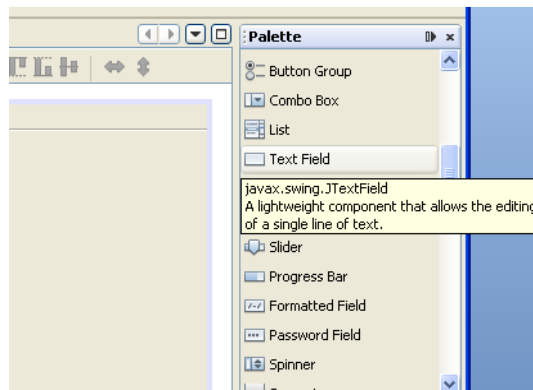 Palette
Button Group
Combo Box
List
Text Field
javax.swing.JTextField
A lightweight component that allows the editing
of a single line of text.
Slider
Progress Bar
Formatted Field
Password Field
Spinner